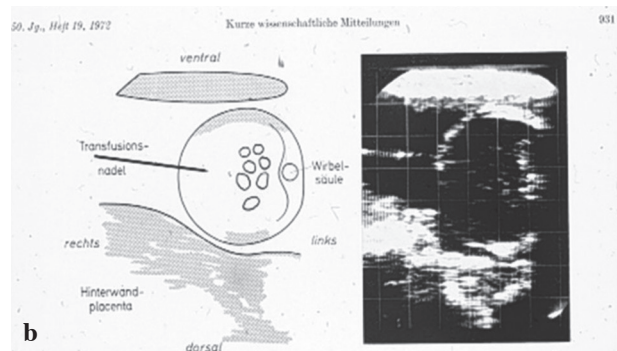 50. Jg., Heft 19, 1972 Kurze wissenschaftliche Mitteilungen 931
ventral
Transfusions-
nadel
Wirbel-
säule
rechts
links
Hinterwand-
placenta
dorsal
b